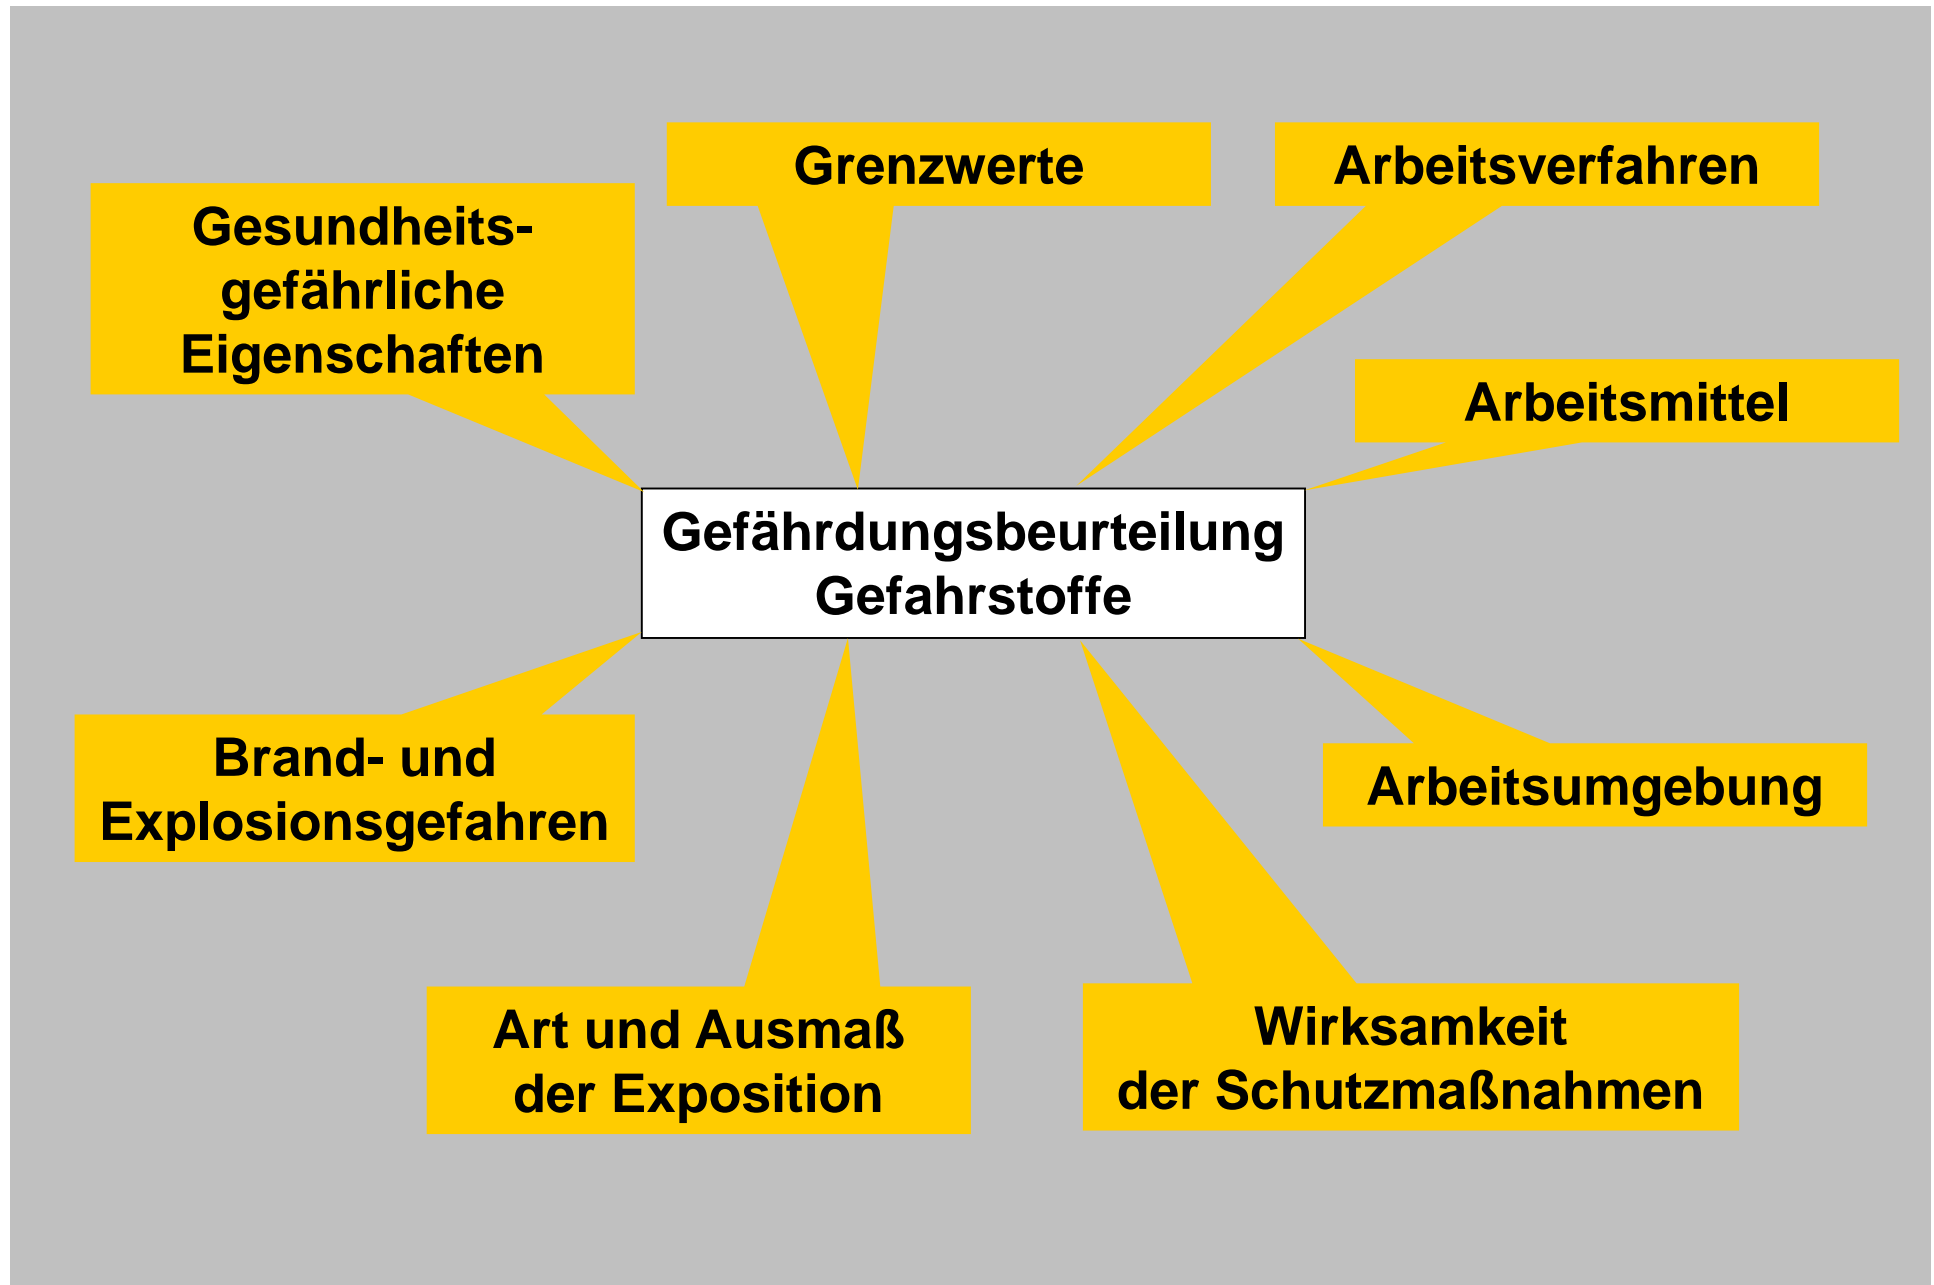 Grenzwerte
Arbeitsverfahren
Gesundheits-
gefährliche
Eigenschaften
Arbeitsmittel
Gefährdungsbeurteilung
Gefahrstoffe
Brand- und
Explosionsgefahren
Arbeitsumgebung
Art und Ausmaß
der Exposition
Wirksamkeit
der Schutzmaßnahmen